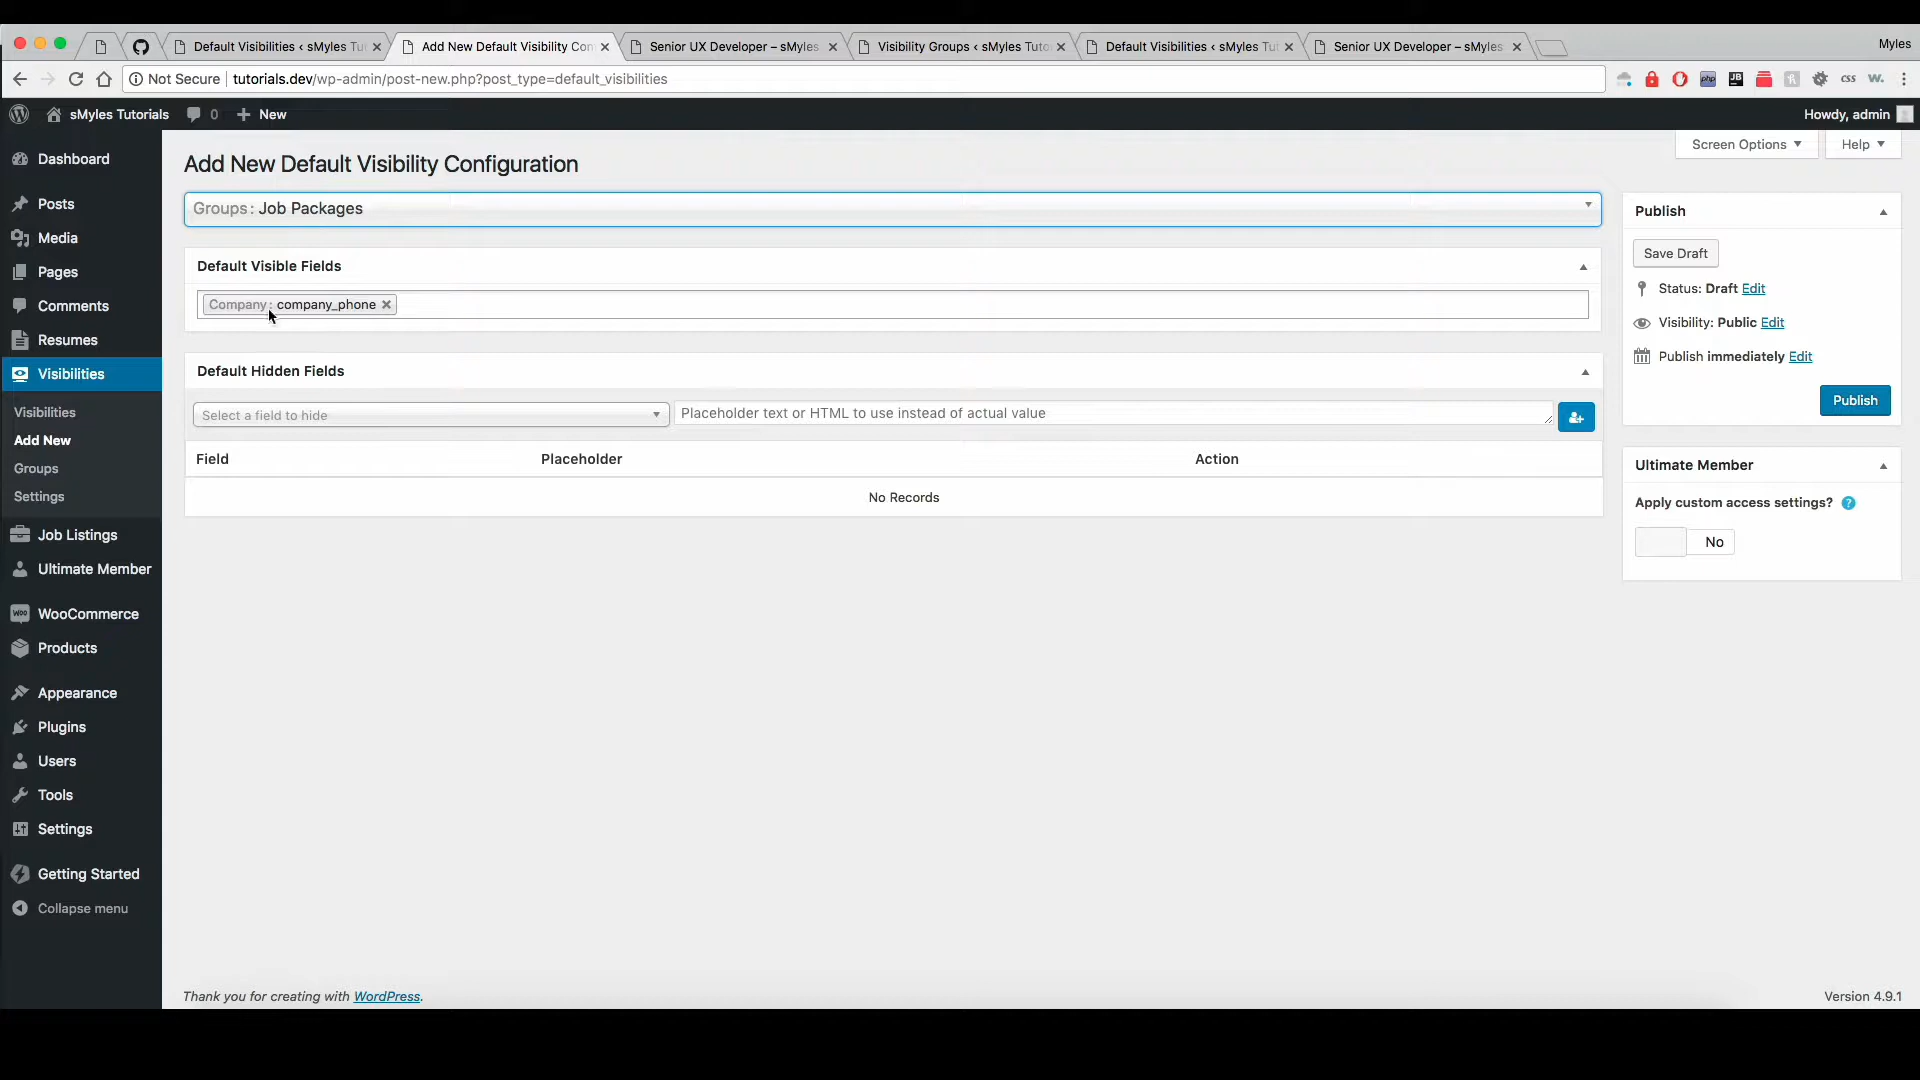 Default Visibilities ‹ sMyles Tu
Add New Default Visibility Con
Senior UX Developer – sMyles
Visibility Groups ‹ sMyles Tuto
Default Visibilities ‹ sMyles Tu
Senior UX Developer – sMyles
Myles
Not Secure
tutorials.dev/wp-admin/post-new.php?post_type=default_visibilities
php
JB
css
w.
sMyles Tutorials
0
New
Howdy, admin
Dashboard
Posts
Media
Pages
Comments
Resumes
Visibilities
Visibilities
Add New
Groups
Settings
Job Listings
Ultimate Member
Woo
WooCommerce
Products
Appearance
Plugins
Users
Tools
Settings
Getting Started
Collapse menu
Screen Options
Help
Add New Default Visibility Configuration
Groups: Job Packages
Default Visible Fields
Company: company_phone
Default Hidden Fields
Select a field to hide
Placeholder text or HTML to use instead of actual value
Field Placeholder Action
No Records
Publish
Save Draft
Status: Draft Edit
Visibility: Public Edit
Publish immediately Edit
Publish
Ultimate Member
Apply custom access settings? ?
No
Thank you for creating with WordPress.
Version 4.9.1